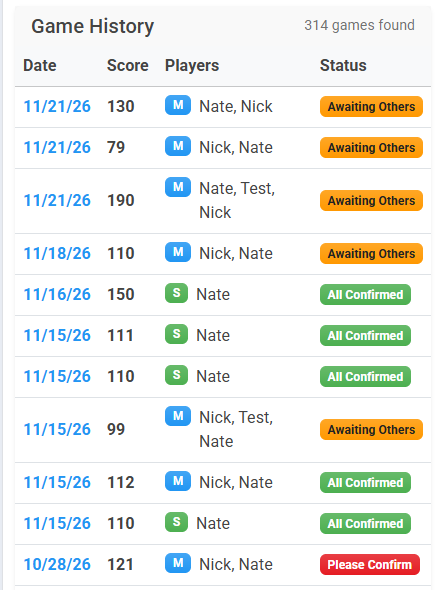 Game History 314 games found
Date Score Players Status
11/21/26 130 M Nate, Nick Awaiting Others
11/21/26 79 M Nick, Nate Awaiting Others
11/21/26 190 M Nate, Test, Awaiting Others
Nick
11/18/26 110 M Nick, Nate Awaiting Others
11/16/26 150 S Nate All Confirmed
11/15/26 111 S Nate All Confirmed
11/15/26 110 S Nate All Confirmed
11/15/26 99 M Nick, Test, Awaiting Others
Nate
11/15/26 112 M Nick, Nate All Confirmed
11/15/26 110 S Nate All Confirmed
10/28/26 121 M Nick, Nate Please Confirm